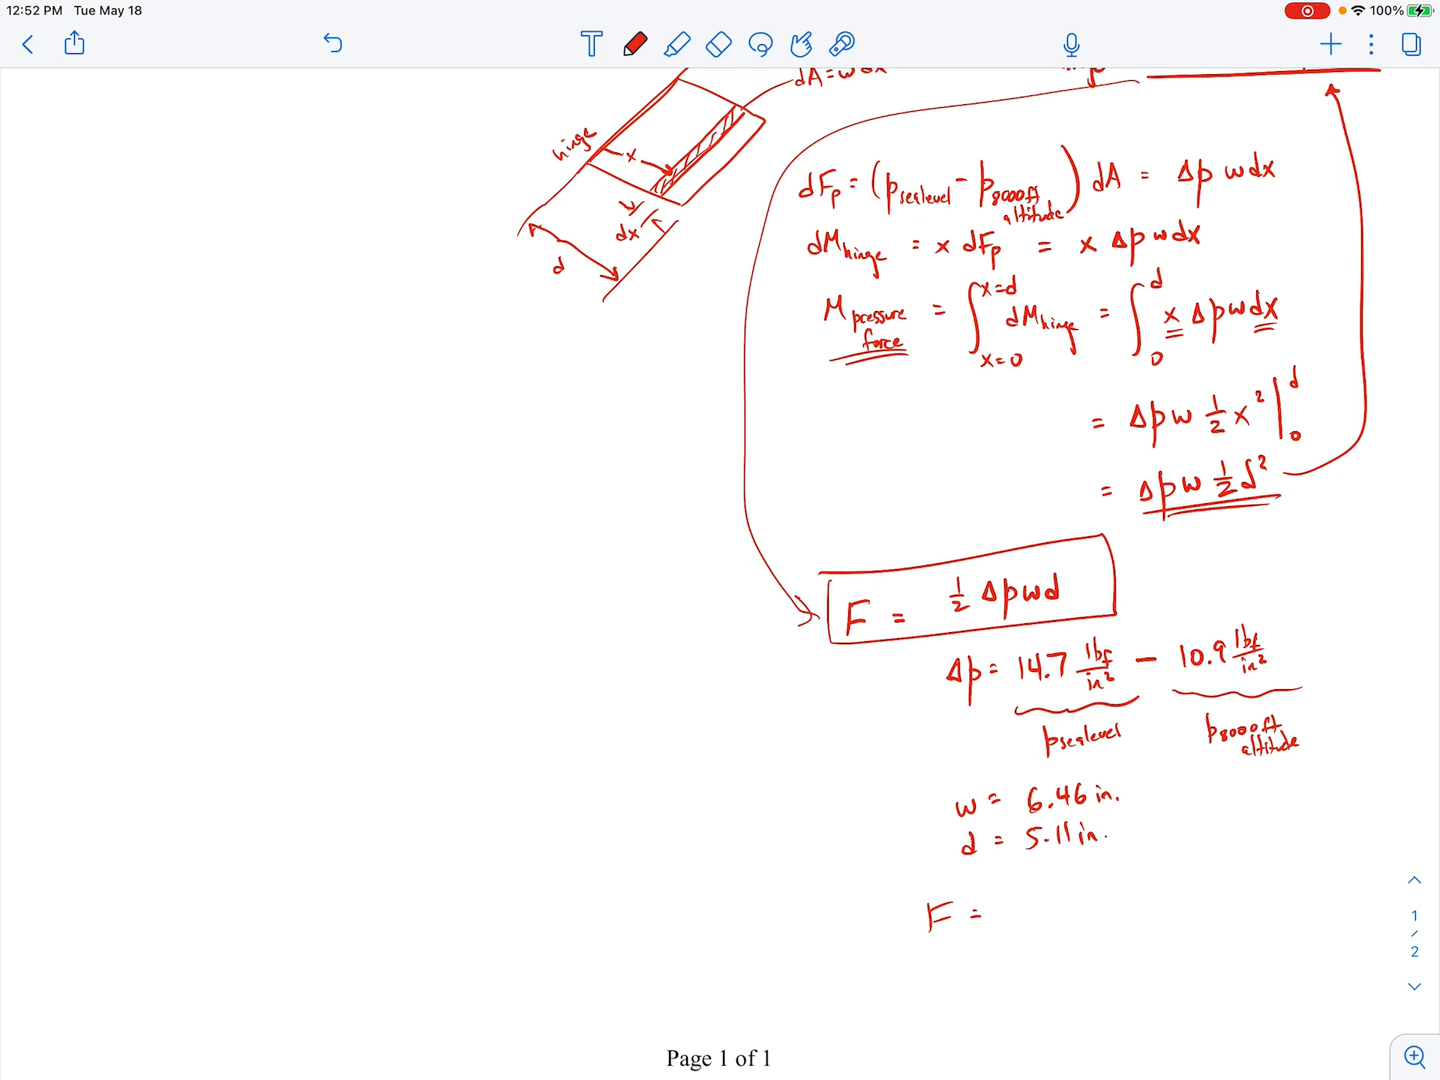 12:52 PM Tue May 18
100%
T
dA = w dx
hinge
x
dx
d
dF_p = (p_sealevel - p_8000ft altitude) dA = Δp w dx
dM_hinge = x dF_p = x Δp w dx
M_pressure force = ∫_{x=0}^{x=d} dM_hinge = ∫_0^d x Δp w dx
= Δp w 1/2 x² |_0^d
= Δp w 1/2 d²
F = 1/2 Δp w d
Δp = 14.7 lbf/in² - 10.9 lbf/in²
p_sealevel
p_8000ft altitude
w = 6.46 in.
d = 5.11 in.
F =
1
/
2
Page 1 of 1